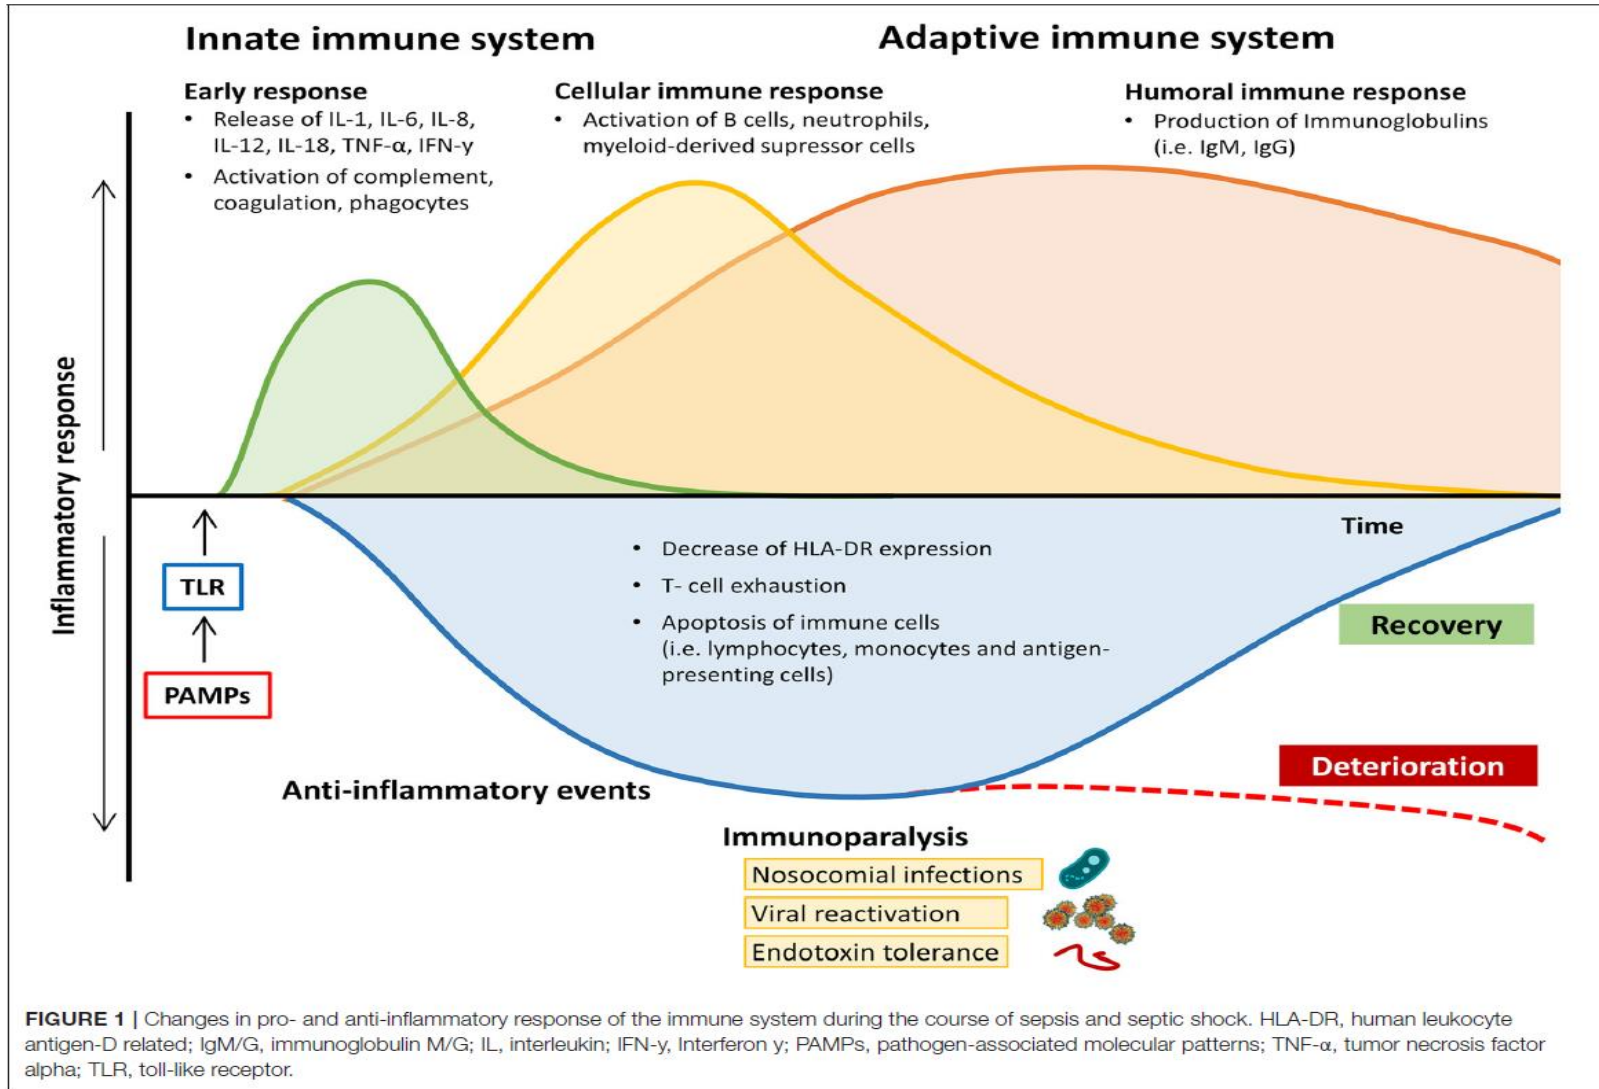 Innate immune system
Adaptive immune system
Early response
• Release of IL-1, IL-6, IL-8,
IL-12, IL-18, TNF-α, IFN-y
• Activation of complement,
coagulation, phagocytes
Cellular immune response
• Activation of B cells, neutrophils,
myeloid-derived supressor cells
Humoral immune response
• Production of Immunoglobulins
(i.e. IgM, IgG)
Inflammatory response
Time
TLR
PAMPs
• Decrease of HLA-DR expression
• T- cell exhaustion
• Apoptosis of immune cells
(i.e. lymphocytes, monocytes and antigen-
presenting cells)
Recovery
Deterioration
Anti-inflammatory events
Immunoparalysis
Nosocomial infections
Viral reactivation
Endotoxin tolerance
FIGURE 1 | Changes in pro- and anti-inflammatory response of the immune system during the course of sepsis and septic shock. HLA-DR, human leukocyte
antigen-D related; IgM/G, immunoglobulin M/G; IL, interleukin; IFN-y, Interferon y; PAMPs, pathogen-associated molecular patterns; TNF-α, tumor necrosis factor
alpha; TLR, toll-like receptor.